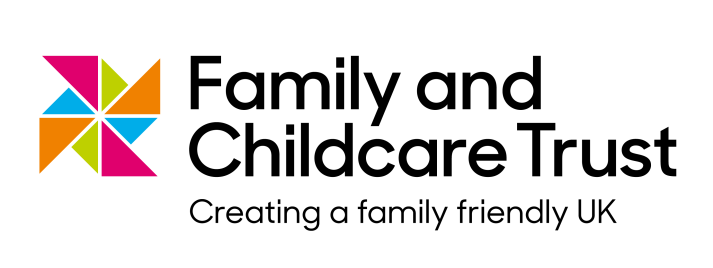 Family and
Childcare Trust
Creating a family friendly UK